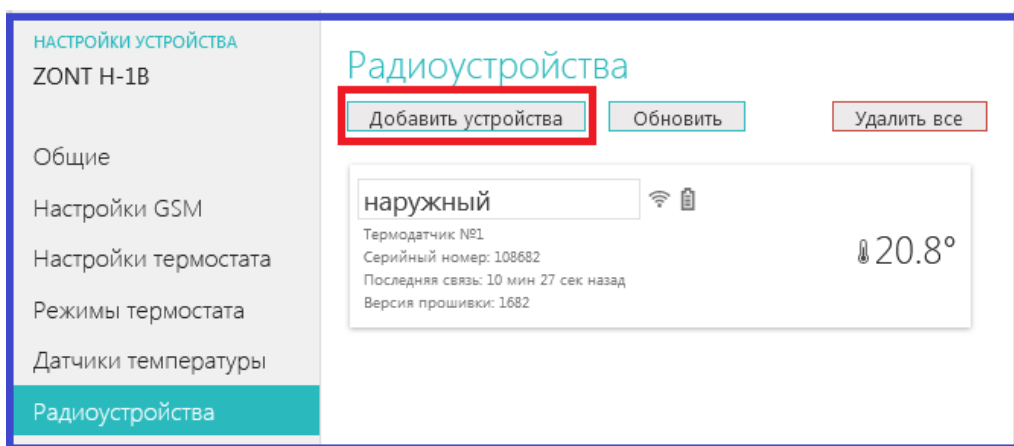 НАСТРОЙКИ УСТРОЙСТВА
ZONT H-1B
Общие
Настройки GSM
Настройки термостата
Режимы термостата
Датчики температуры
Радиоустройства
Радиоустройства
Добавить устройства
Обновить
Удалить все
наружный
Термодатчик №1
Серийный номер: 108682
Последняя связь: 10 мин 27 сек назад
Версия прошивки: 1682
20.8°